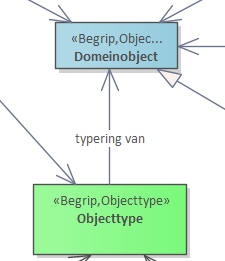 «Begrip,Objec...
Domeinobject
typering van
«Begrip,Objecttype»
Objecttype